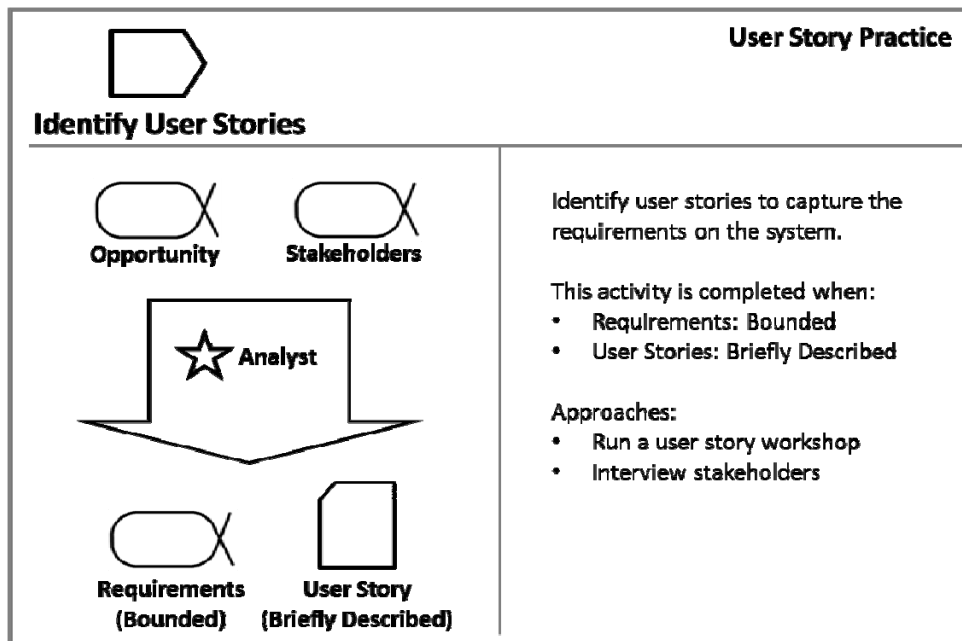 User Story Practice
Identify User Stories
Opportunity
Stakeholders
Analyst
Requirements
(Bounded)
User Story
(Briefly Described)
Identify user stories to capture the
requirements on the system.
This activity is completed when:
• Requirements: Bounded
• User Stories: Briefly Described
Approaches:
• Run a user story workshop
• Interview stakeholders